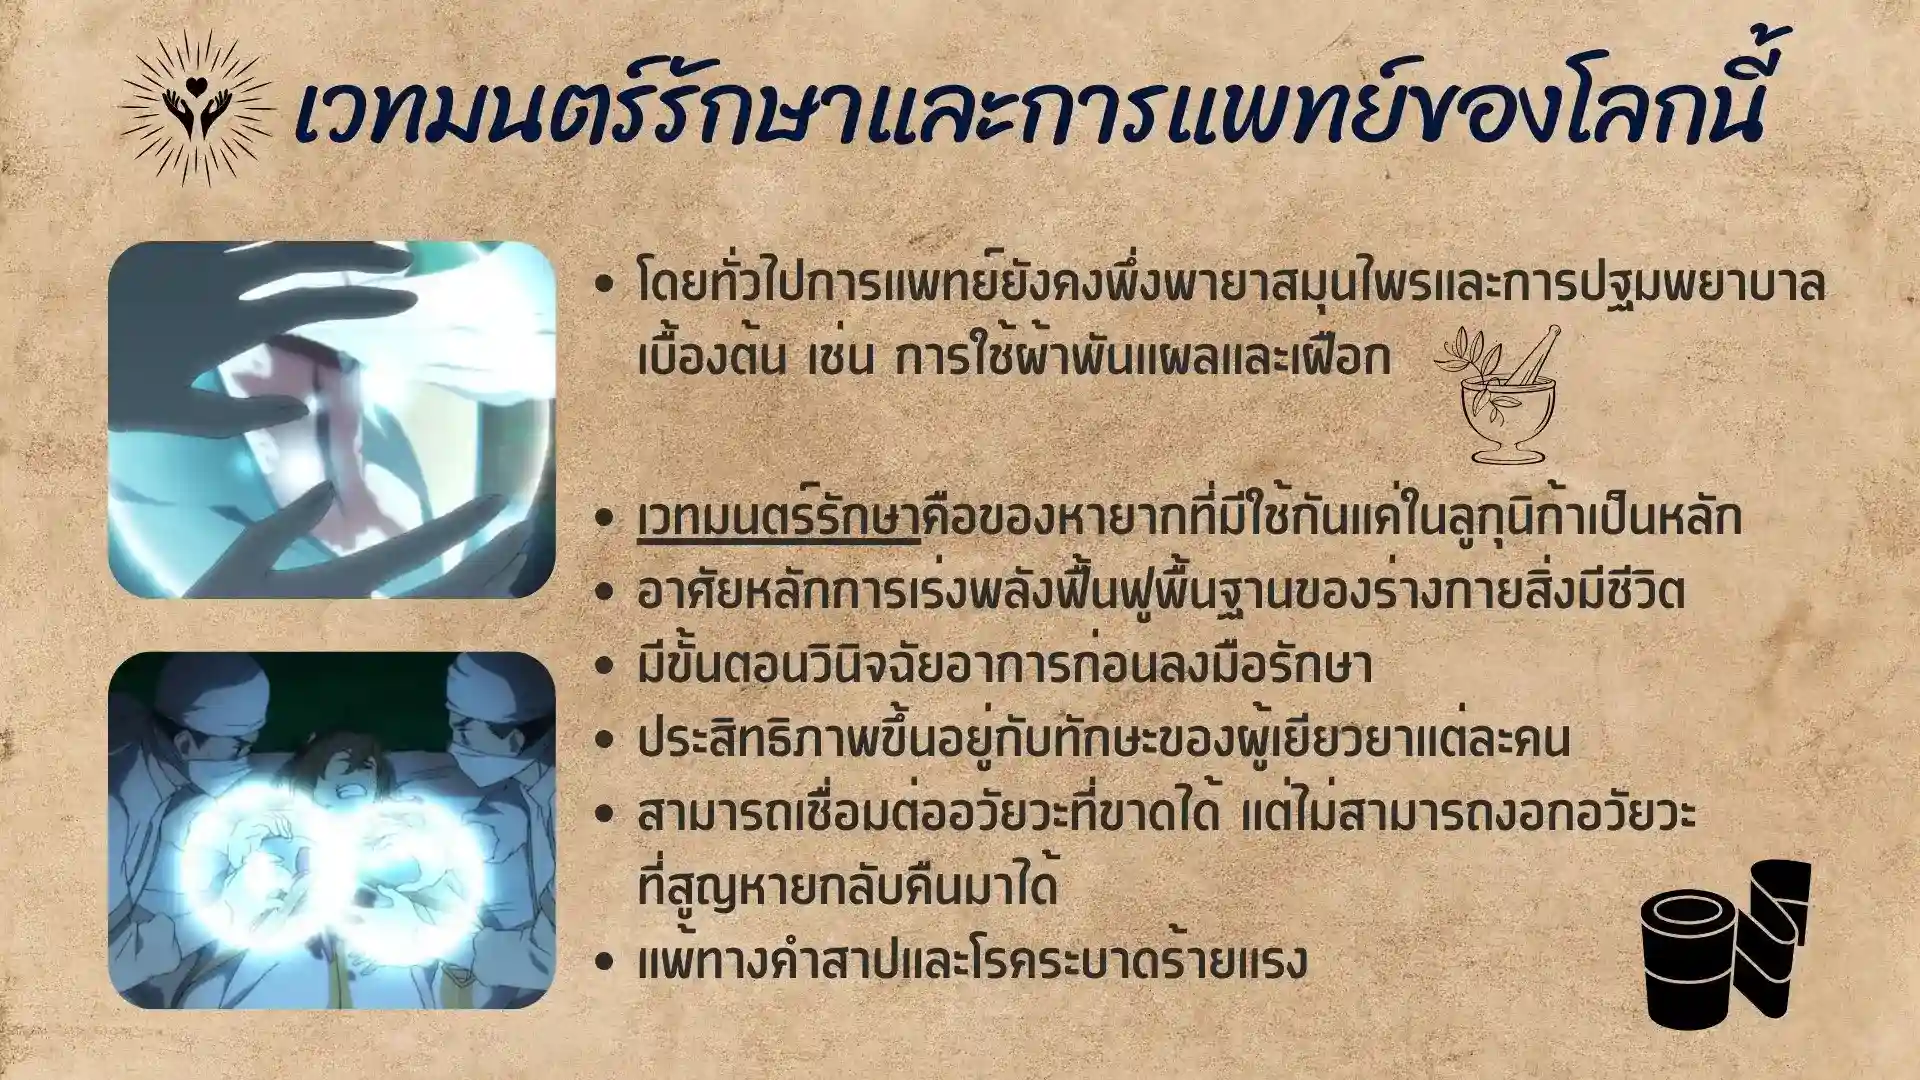 เวทมนตร์รักษาและการแพทย์ของโลกนี้
• โดยทั่วไปการแพทย์ยังคงพึ่งพายาสมุนไพรและการปฐมพยาบาล
เบื้องต้น เช่น การใช้ผ้าพันแผลและเฝือก
• เวทมนตร์รักษาคือของหายากที่มีใช้กันแค่ในลูกุนิก้าเป็นหลัก
• อาศัยหลักการเร่งพลังฟื้นฟูพื้นฐานของร่างกายสิ่งมีชีวิต
• มีขั้นตอนวินิจฉัยอาการก่อนลงมือรักษา
• ประสิทธิภาพขึ้นอยู่กับทักษะของผู้เยียวยาแต่ละคน
• สามารถเชื่อมต่ออวัยวะที่ขาดได้ แต่ไม่สามารถงอกอวัยวะ
ที่สูญหายกลับคืนมาได้
• แพ้ทางคำสาปและโรคระบาดร้ายแรง